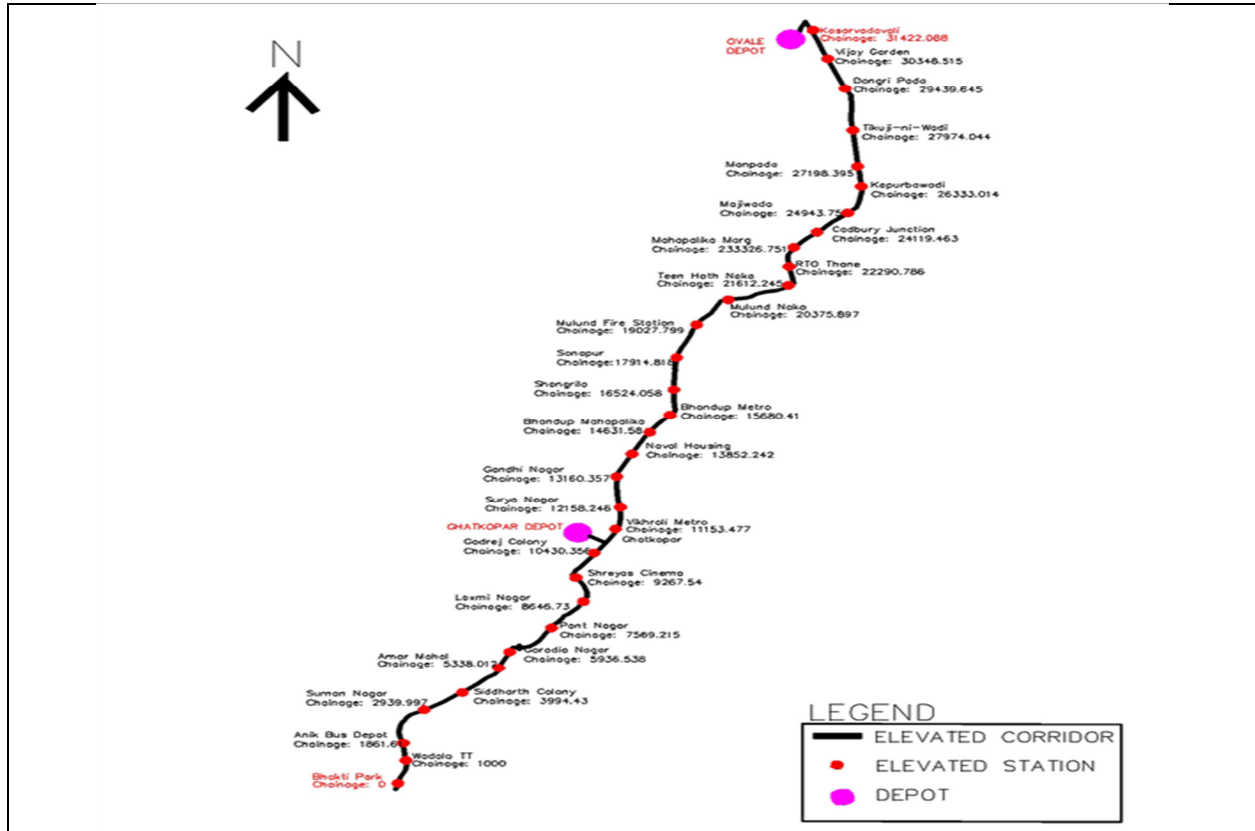 N
OVALE
DEPOT
Kasarvadavali
Chainage: 31422.088
Vijay Garden
Chainage: 30348.515
Dongri Pada
Chainage: 29439.645
Tikuji-ni-Wadi
Chainage: 27974.044
Manpada
Chainage: 27198.395
Kapurbawadi
Chainage: 26333.014
Majiwada
Chainage: 24943.75
Cadbury Junction
Chainage: 24119.463
Mahapalika Marg
Chainage: 233326.751
RTO Thane
Chainage: 22290.786
Teen Hath Naka
Chainage: 21612.245
Mulund Naka
Chainage: 20375.897
Mulund Fire Station
Chainage: 19027.799
Sonapur
Chainage:17914.818
Shangrila
Chainage: 16524.058
Bhandup Metro
Chainage: 15680.41
Bhandup Mahapalika
Chainage: 14631.58
Naval Housing
Chainage: 13852.242
Gandhi Nagar
Chainage: 13160.357
Surya Nagar
Chainage: 12158.246
Vikhroli Metro
Chainage: 11153.477
Ghatkopar
GHATKOPAR DEPOT
Godrej Colony
Chainage: 10430.356
Shreyas Cinema
Chainage: 9267.54
Laxmi Nagar
Chainage: 8646.73
Pant Nagar
Chainage: 7569.215
Garodia Nagar
Chainage: 5936.538
Amar Mahal
Chainage: 5338.012
Siddharth Colony
Chainage: 3994.43
Suman Nagar
Chainage: 2939.997
Anik Bus Depot
Chainage: 1861.6
Wadala TT
Chainage: 1000
Bhakti Park
Chainage: 0
LEGEND
ELEVATED CORRIDOR
ELEVATED STATION
DEPOT